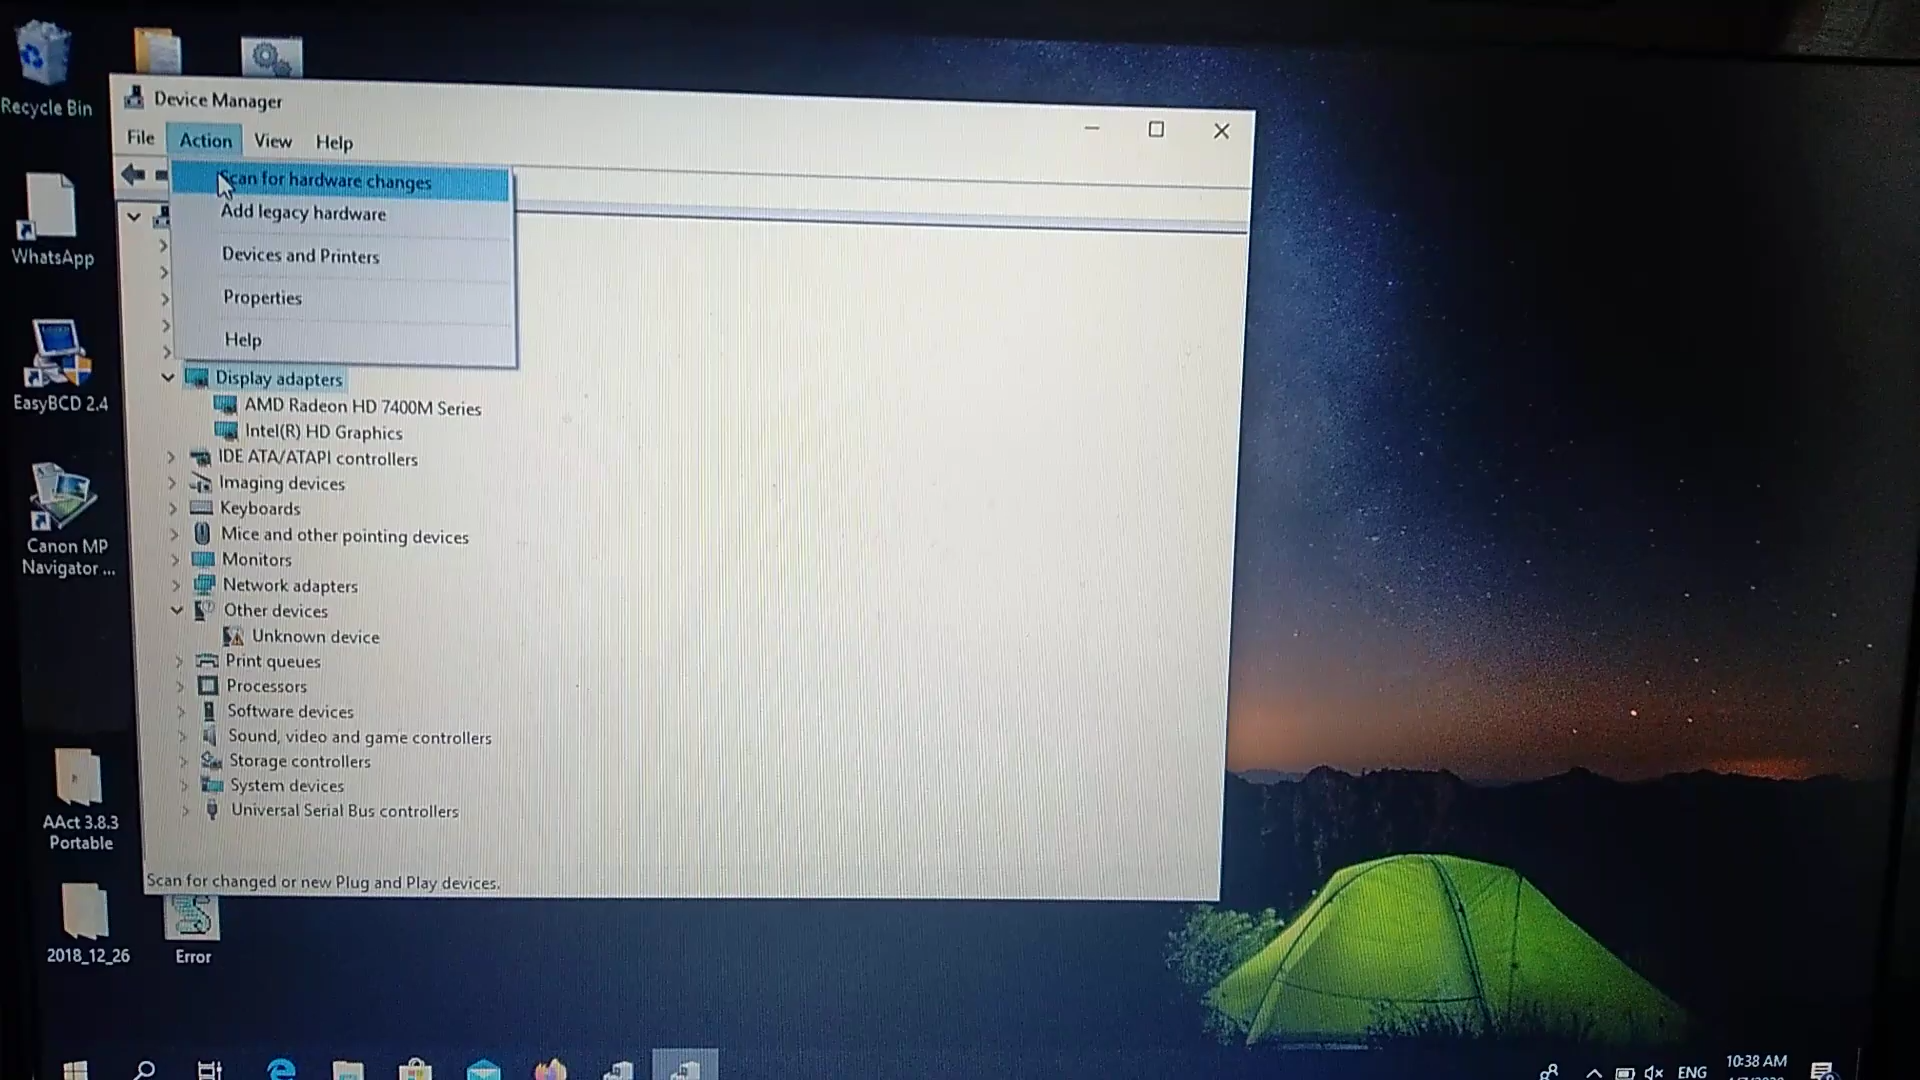 Recycle Bin
Device Manager
File Action View Help
Scan for hardware changes
Add legacy hardware
Devices and Printers
Properties
Help
WhatsApp
EasyBCD 2.4
Canon MP
Navigator ...
Display adapters
AMD Radeon HD 7400M Series
Intel(R) HD Graphics
IDE ATA/ATAPI controllers
Imaging devices
Keyboards
Mice and other pointing devices
Monitors
Network adapters
Other devices
Unknown device
Print queues
Processors
Software devices
Sound, video and game controllers
Storage controllers
System devices
Universal Serial Bus controllers
Scan for changed or new Plug and Play devices.
AAct 3.8.3
Portable
2018_12_26
Error
ENG
10:38 AM